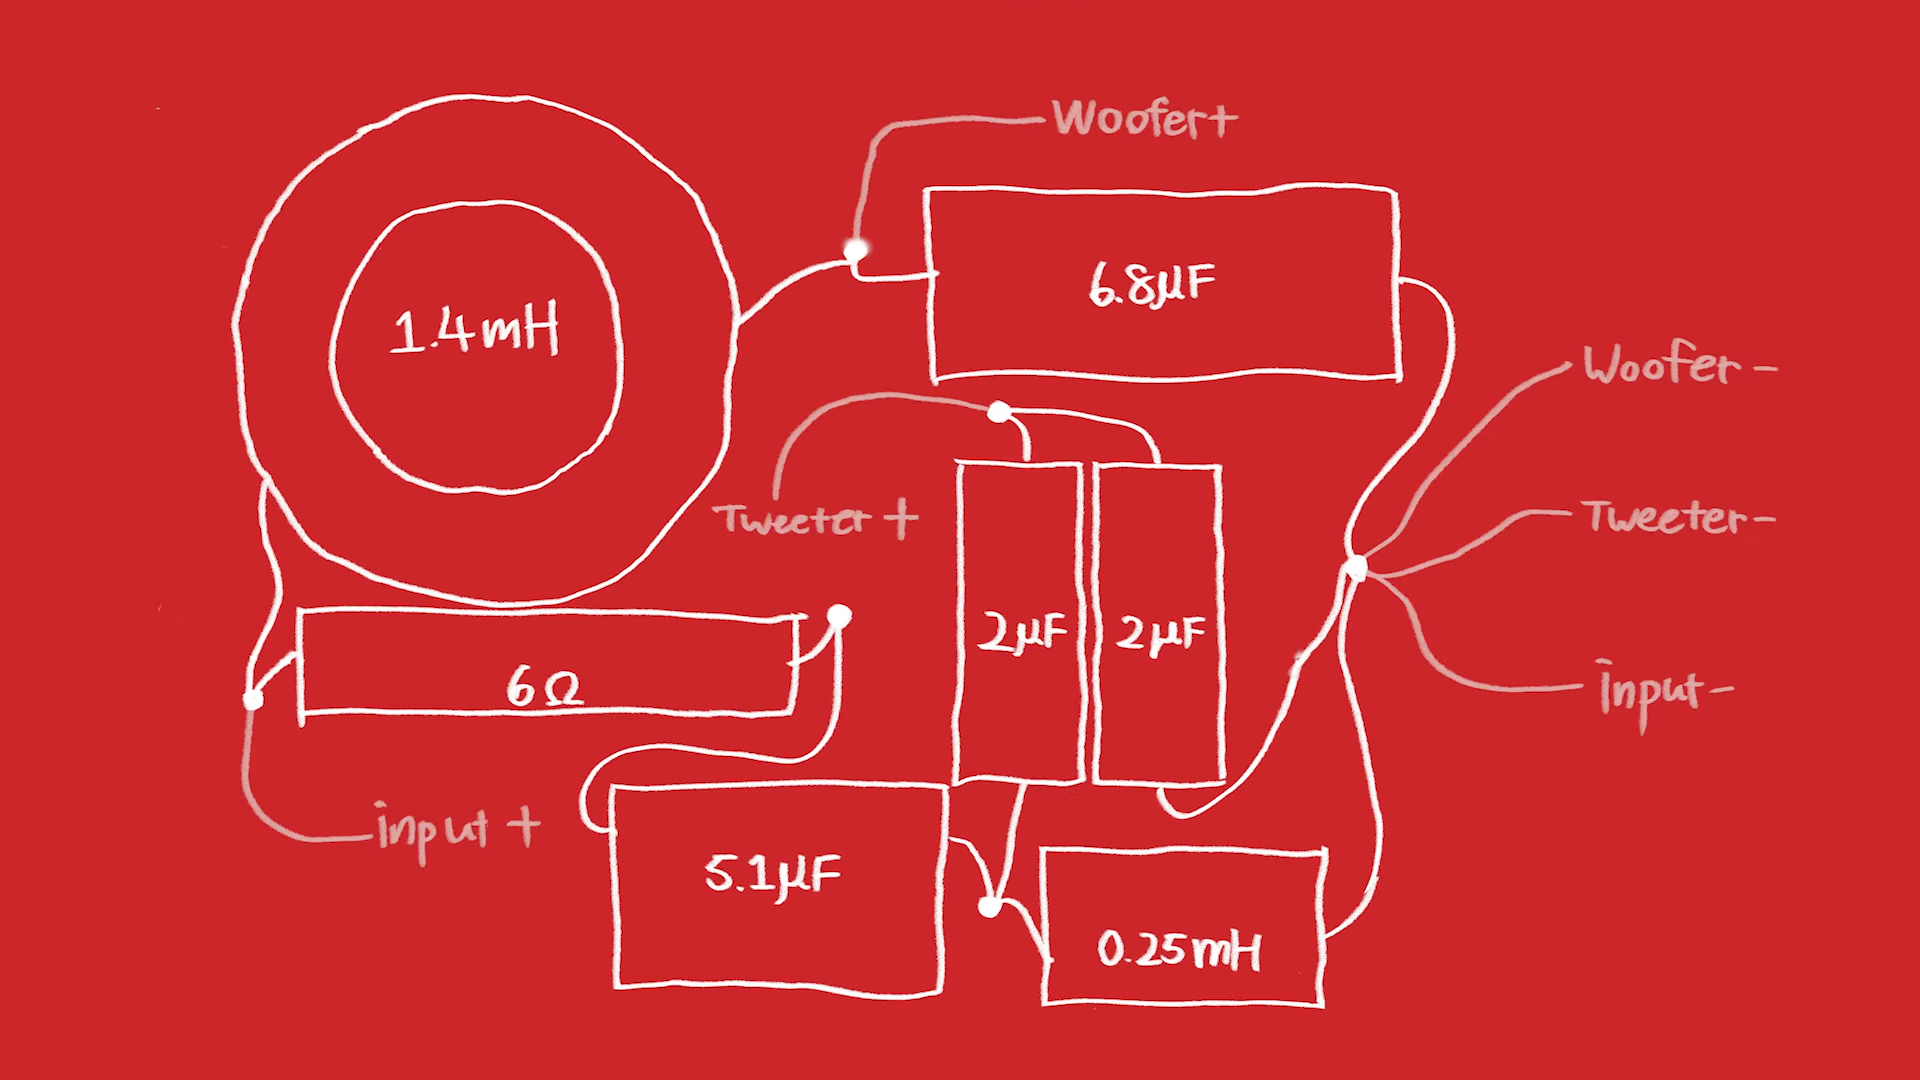 Woofer+
6.8µF
1.4mH
Woofer-
Tweeter+
Tweeter-
2µF
2µF
6Ω
input-
input +
5.1µF
0.25mH